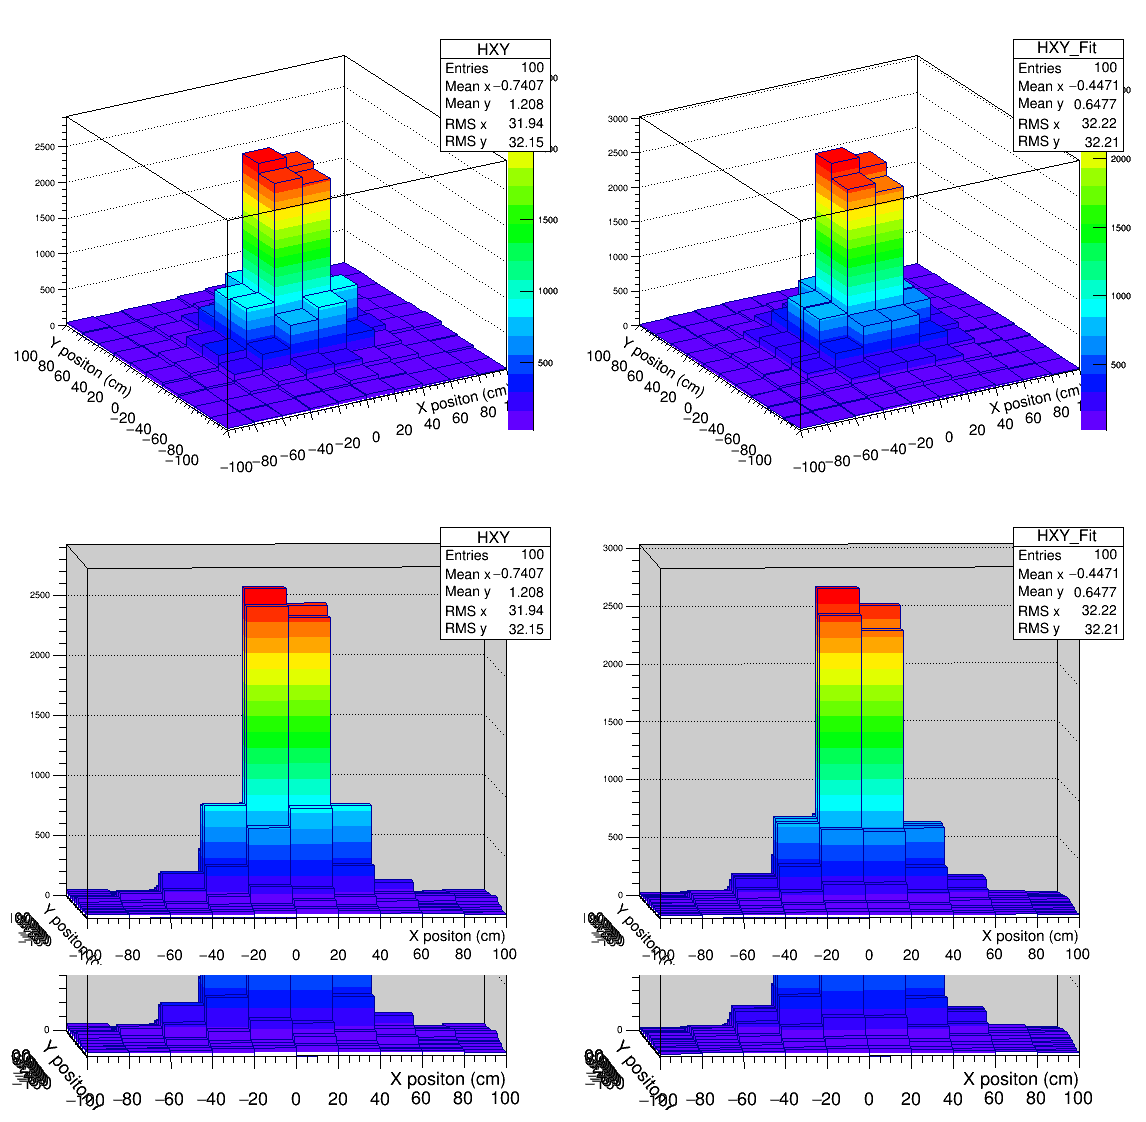 HXY
Entries 100
Mean x −0.7407
Mean y 1.208
RMS x 31.94
RMS y 32.15
2500
2000
1500
1000
500
0
1500
1000
500
Y positon (cm)
100
80
60
40
20
0
−20
−40
−60
−80
−100
X positon (cm)
−100 −80 −60 −40 −20 0 20 40 60 80
HXY_Fit
Entries 100
Mean x −0.4471
Mean y 0.6477
RMS x 32.22
RMS y 32.21
3000
2500
2000
1500
1000
500
0
2000
1500
1000
500
Y positon (cm)
100
80
60
40
20
0
−20
−40
−60
−80
−100
X positon (cm
−100 −80 −60 −40 −20 0 20 40 60 80
HXY
Entries 100
Mean x −0.7407
Mean y 1.208
RMS x 31.94
RMS y 32.15
2500
2000
1500
1000
500
0
Y positon
X positon (cm)
−100 −80 −60 −40 −20 0 20 40 60 80 100
HXY_Fit
Entries 100
Mean x −0.4471
Mean y 0.6477
RMS x 32.22
RMS y 32.21
3000
2500
2000
1500
1000
500
0
Y positon
X positon (cm)
−100 −80 −60 −40 −20 0 20 40 60 80 100
0
Y positon
X positon (cm)
−100 −80 −60 −40 −20 0 20 40 60 80 100
0
Y positon
X positon (cm)
−100 −80 −60 −40 −20 0 20 40 60 80 100